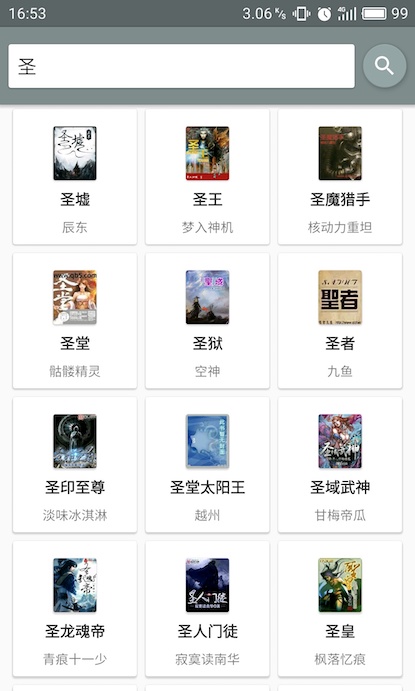 16:53 3.06 K/s 4G 99
圣
圣墟 圣王 圣魔猎手
辰东 梦入神机 核动力重坦
圣堂 圣狱 圣者
骷髅精灵 空神 九鱼
圣印至尊 圣堂太阳王 圣域武神
淡味冰淇淋 越州 甘梅帝瓜
圣龙魂帝 圣人门徒 圣皇
青痕十一少 寂寞读南华 枫落忆痕